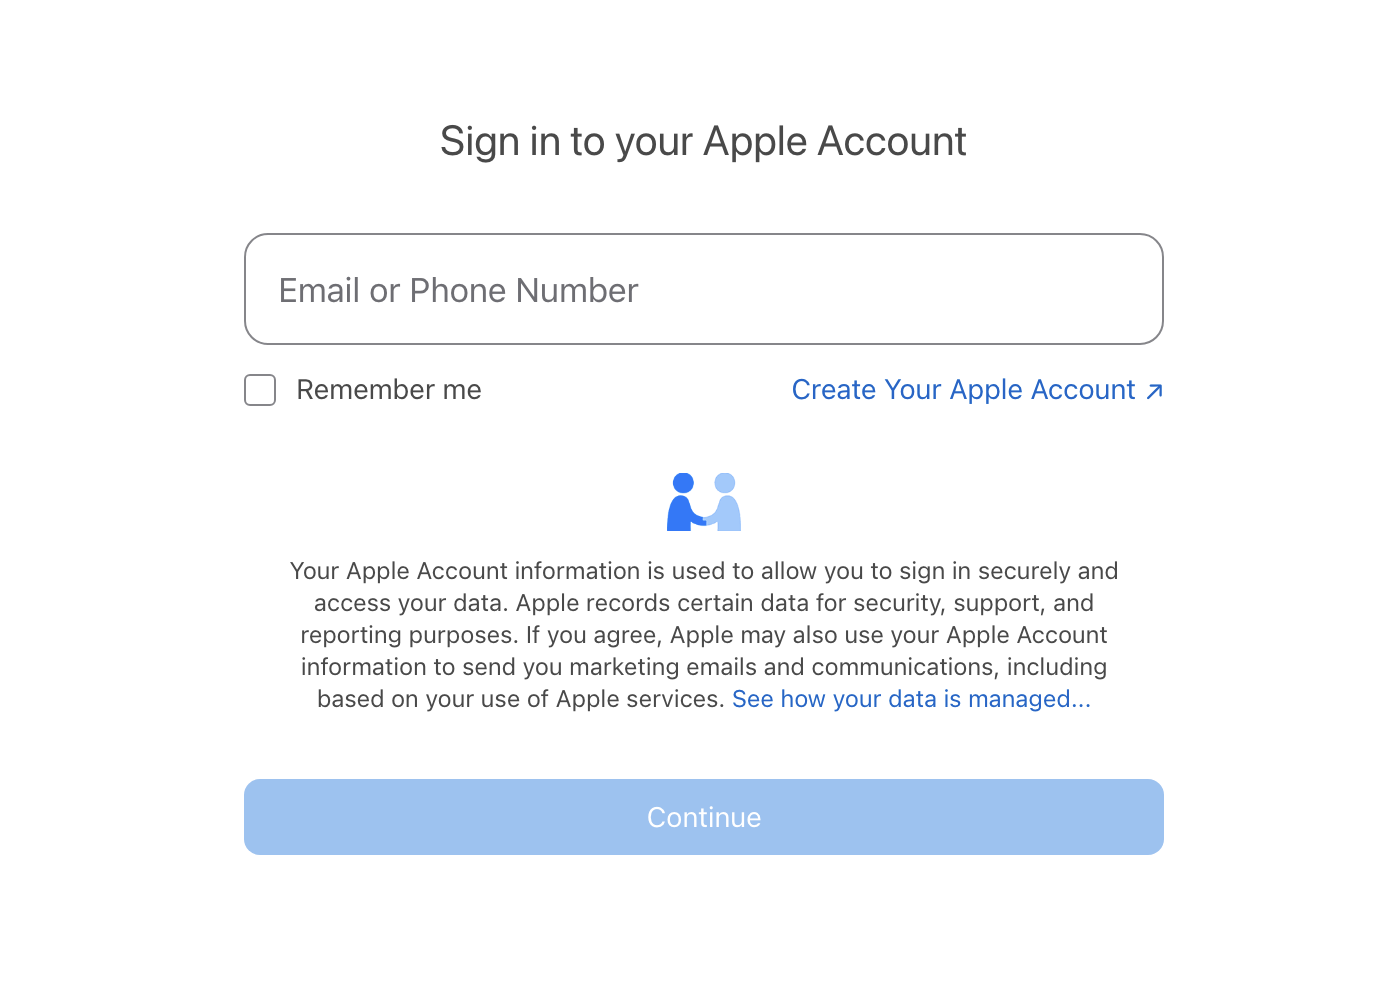 Sign in to your Apple Account
Email or Phone Number
Remember me
Create Your Apple Account ↗
Your Apple Account information is used to allow you to sign in securely and
access your data. Apple records certain data for security, support, and
reporting purposes. If you agree, Apple may also use your Apple Account
information to send you marketing emails and communications, including
based on your use of Apple services. See how your data is managed...
Continue